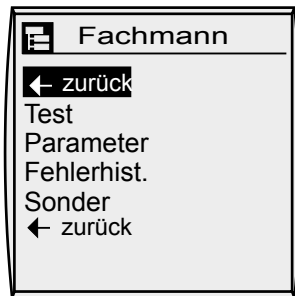 Fachmann
← zurück
Test
Parameter
Fehlerhist.
Sonder
← zurück